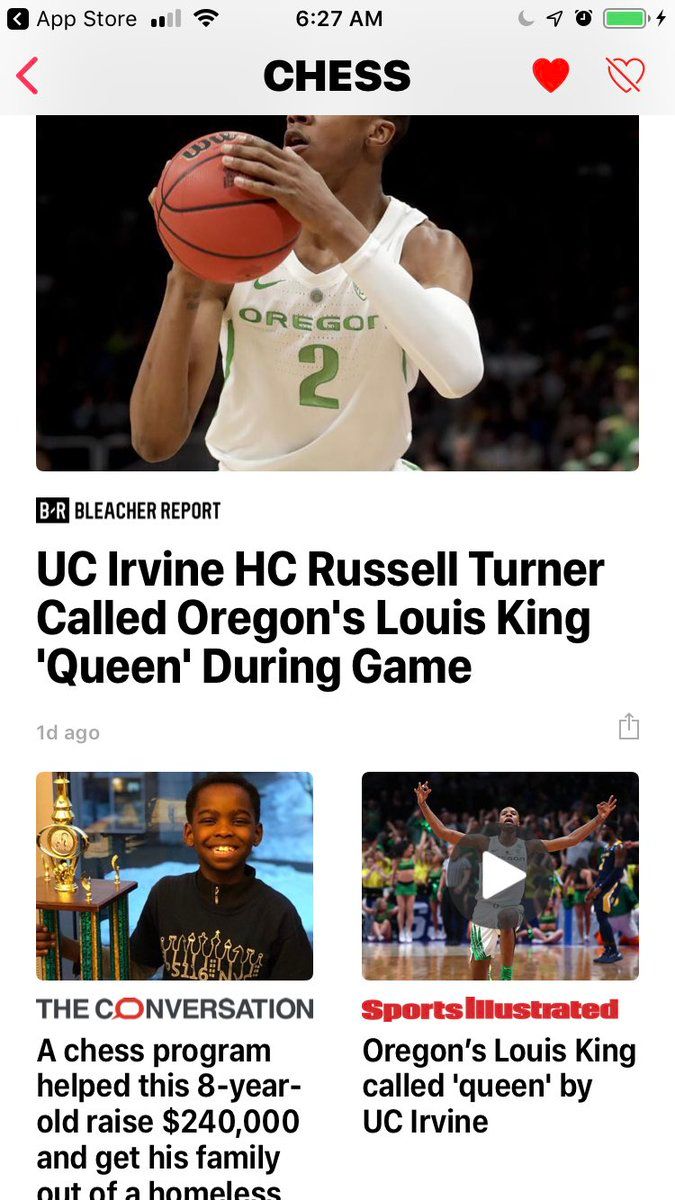 App Store 6:27 AM
CHESS
OREGON
2
B/R BLEACHER REPORT
UC Irvine HC Russell Turner
Called Oregon's Louis King
'Queen' During Game
1d ago
THE CONVERSATION
A chess program
helped this 8-year-
old raise $240,000
and get his family
out of a homeless
Sports Illustrated
Oregon’s Louis King
called 'queen' by
UC Irvine